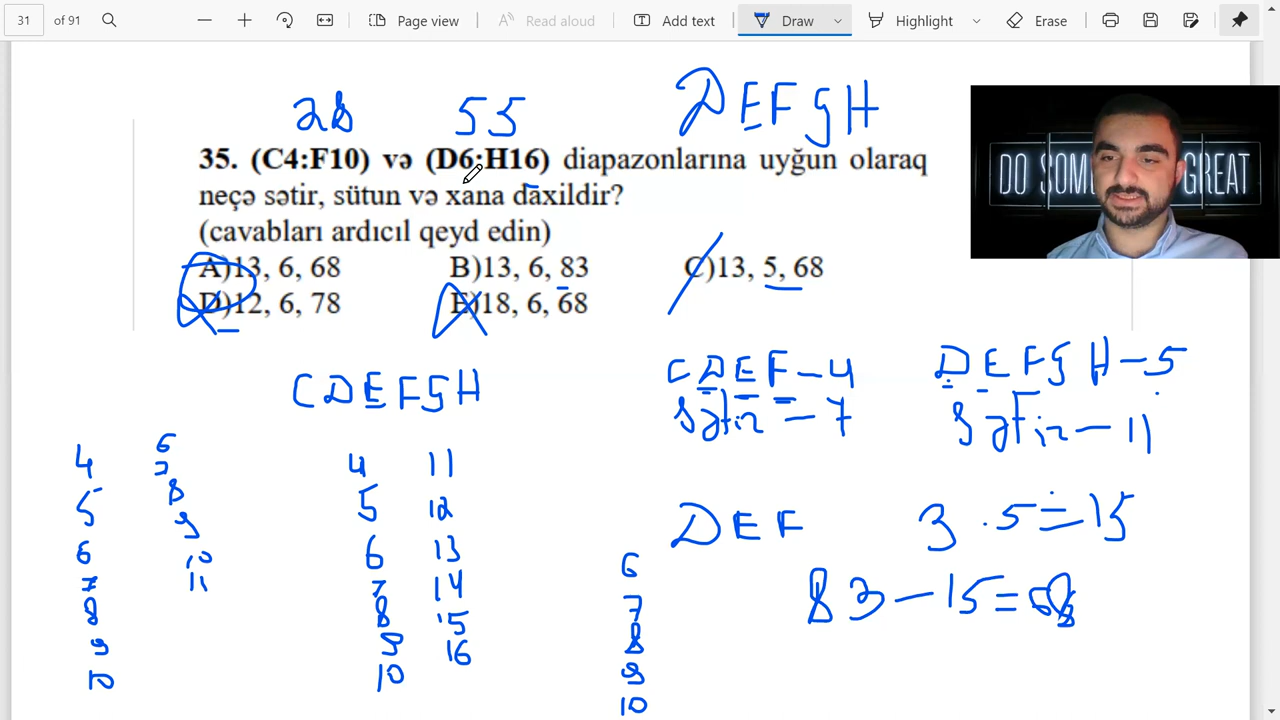 31 of 91 Page view Read aloud Add text Draw Highlight Erase
28 55 DEFGH
35. (C4:F10) və (D6:H16) diapazonlarına uyğun olaraq
neçə sətir, sütun və xana daxildir?
(cavabları ardıcıl qeyd edin)
A)13, 6, 68 B)13, 6, 83 C)13, 5, 68
D)12, 6, 78 E)18, 6, 68
DO SOM GREAT
CDEF-4 DEFGH-5
Sətir-7 Sətir-11
CDEFGH
4 6 4 11
5 7 5 12
6 8 6 13
7 9 7 14
8 10 8 15
9 11 9 16
10 10
DEF 3 . 5 = 15
83-15=68
6
7
8
9
10